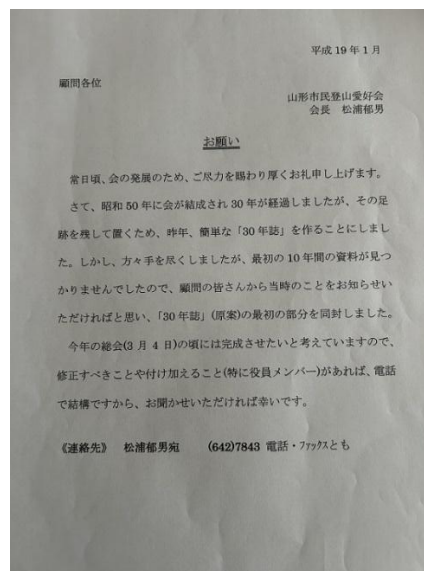 平成19年1月
顧問各位
山形市民登山愛好会
会長 松浦郁男
お願い
常日頃、会の発展のため、ご尽力を賜わり厚くお礼申し上げます。
さて、昭和50年に会が結成され30年が経過しましたが、その足
跡を残して置くため、昨年、簡単な「30年誌」を作ることにしまし
た。しかし、方々手を尽くしましたが、最初の10年間の資料が見つ
かりませんでしたので、顧問の皆さんから当時のことをお知らせい
ただければと思い、「30年誌」(原案)の最初の部分を同封しました。
今年の総会(3月4日)の頃には完成させたいと考えていますので、
修正すべきことや付け加えること(特に役員メンバー)があれば、電話
で結構ですから、お聞かせいただければ幸いです。
《連絡先》 松浦郁男宛 (642)7843 電話・ファックスとも